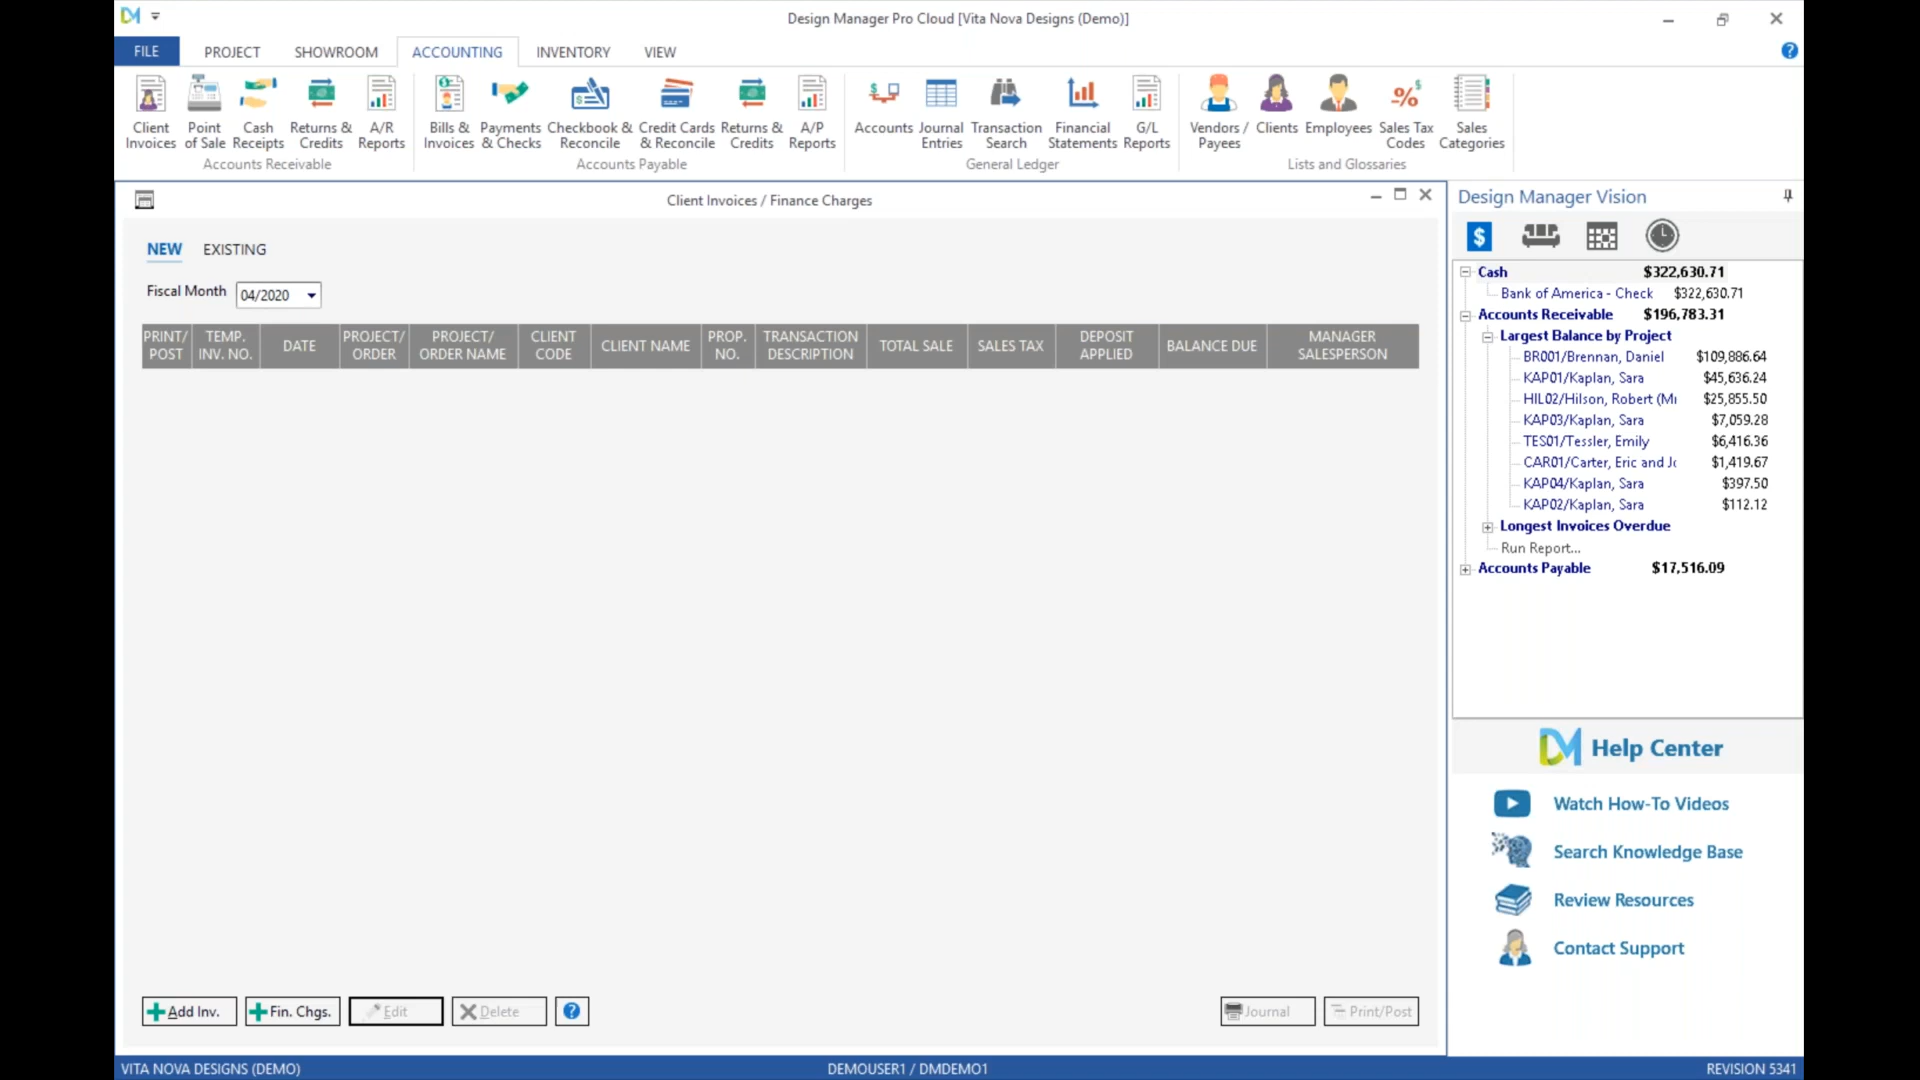 Design Manager Pro Cloud [Vita Nova Designs (Demo)]
FILE PROJECT SHOWROOM ACCOUNTING INVENTORY VIEW
Client Invoices
Point of Sale
Cash Receipts
Returns & Credits
A/R Reports
Accounts Receivable
Bills & Invoices
Payments & Checks
Checkbook & Reconcile
Credit Cards & Reconcile
Returns & Credits
A/P Reports
Accounts Payable
Accounts
Journal Entries
Transaction Search
Financial Statements
G/L Reports
General Ledger
Vendors / Payees
Clients
Employees
Sales Tax Codes
Sales Categories
Lists and Glossaries
Client Invoices / Finance Charges
NEW EXISTING
Fiscal Month 04/2020
PRINT/ POST
TEMP. INV. NO.
DATE
PROJECT/ ORDER
PROJECT/ ORDER NAME
CLIENT CODE
CLIENT NAME
PROP. NO.
TRANSACTION DESCRIPTION
TOTAL SALE
SALES TAX
DEPOSIT APPLIED
BALANCE DUE
MANAGER SALESPERSON
Add Inv. Fin. Chgs. Edit Delete ? Journal Print/Post
Design Manager Vision
Cash $322,630.71
Bank of America - Check $322,630.71
Accounts Receivable $196,783.31
Largest Balance by Project
BR001/Brennan, Daniel $109,886.64
KAP01/Kaplan, Sara $45,636.24
HIL02/Hilson, Robert (Mr $25,855.50
KAP03/Kaplan, Sara $7,059.28
TES01/Tessler, Emily $6,416.36
CAR01/Carter, Eric and Jo $1,419.67
KAP04/Kaplan, Sara $397.50
KAP02/Kaplan, Sara $112.12
Longest Invoices Overdue
Run Report...
Accounts Payable $17,516.09
DM Help Center
Watch How-To Videos
Search Knowledge Base
Review Resources
Contact Support
VITA NOVA DESIGNS (DEMO) DEMOUSER1 / DMDEMO1 REVISION 5341